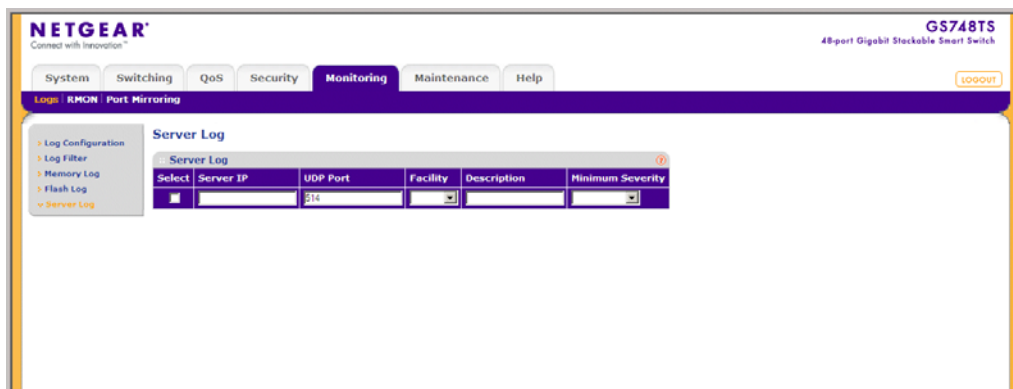 NETGEAR®
Connect with Innovation™
GS748TS
48-port Gigabit Stackable Smart Switch
System Switching QoS Security Monitoring Maintenance Help LOGOUT
Logs RMON Port Mirroring
Log Configuration
Log Filter
Memory Log
Flash Log
Server Log
Server Log
Server Log ?
Select Server IP UDP Port Facility Description Minimum Severity
514